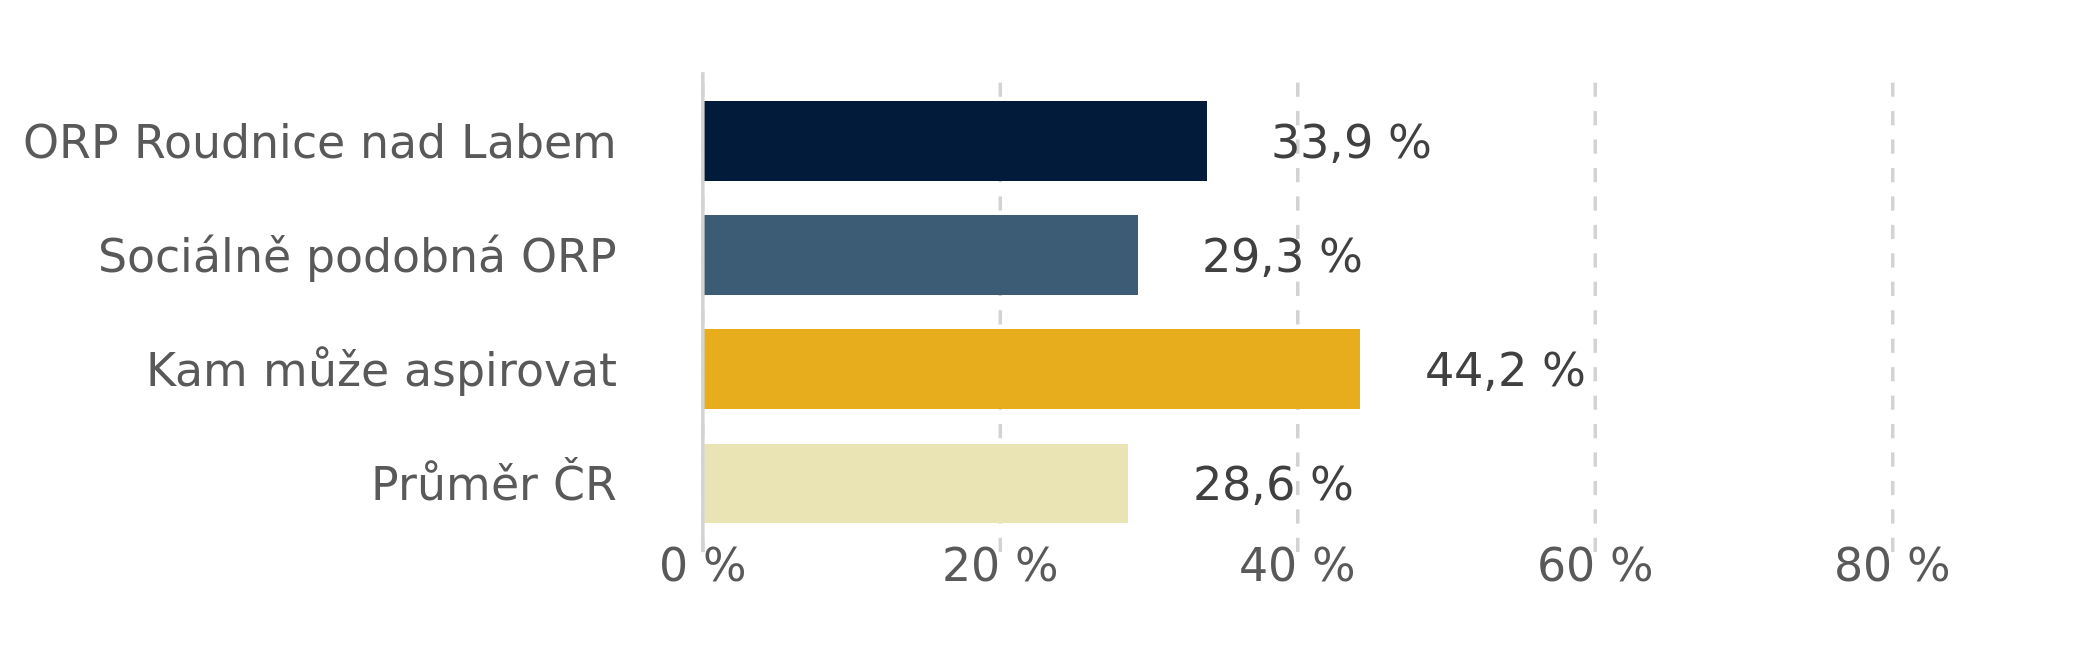 ORP Roudnice nad Labem 33,9 %
Sociálně podobná ORP 29,3 %
Kam může aspirovat 44,2 %
Průměr ČR 28,6 %
0 % 20 % 40 % 60 % 80 %